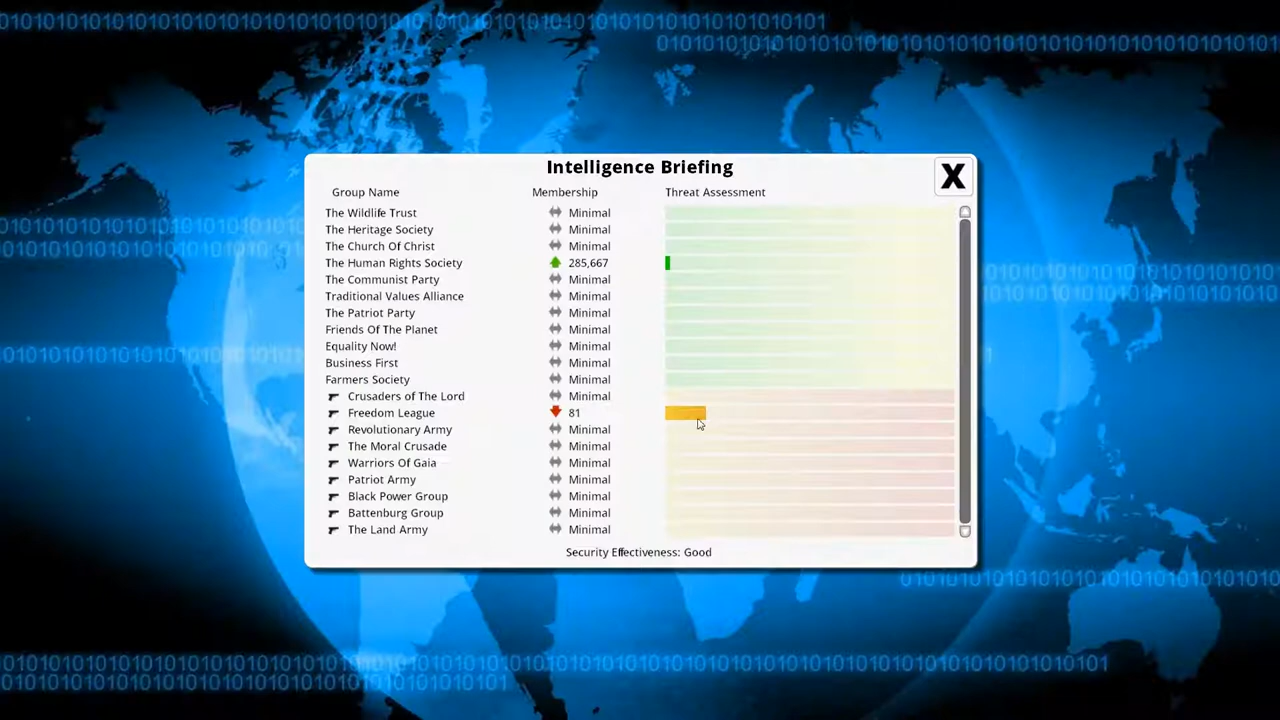 01010101010101010101010101010101010101010101010101010101
Intelligence Briefing
X
Group Name Membership Threat Assessment
The Wildlife Trust Minimal
The Heritage Society Minimal
The Church Of Christ Minimal
The Human Rights Society 285,667
The Communist Party Minimal
Traditional Values Alliance Minimal
The Patriot Party Minimal
Friends Of The Planet Minimal
Equality Now! Minimal
Business First Minimal
Farmers Society Minimal
Crusaders of The Lord Minimal
Freedom League 81
Revolutionary Army Minimal
The Moral Crusade Minimal
Warriors Of Gaia Minimal
Patriot Army Minimal
Black Power Group Minimal
Battenburg Group Minimal
The Land Army Minimal
Security Effectiveness: Good